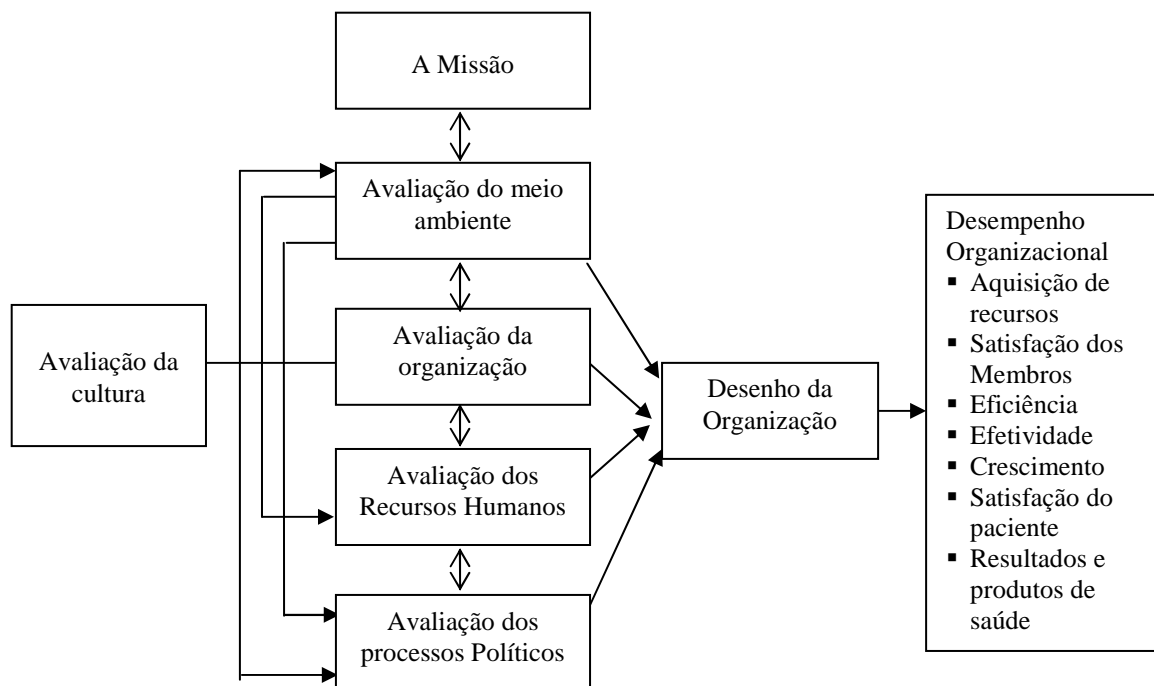 A Missão
Avaliação do meio
ambiente
Avaliação da
cultura
Avaliação da
organização
Avaliação dos
Recursos Humanos
Avaliação dos
processos Políticos
Desenho da
Organização
Desempenho
Organizacional
▪ Aquisição de
recursos
▪ Satisfação dos
Membros
▪ Eficiência
▪ Efetividade
▪ Crescimento
▪ Satisfação do
paciente
▪ Resultados e
produtos de
saúde